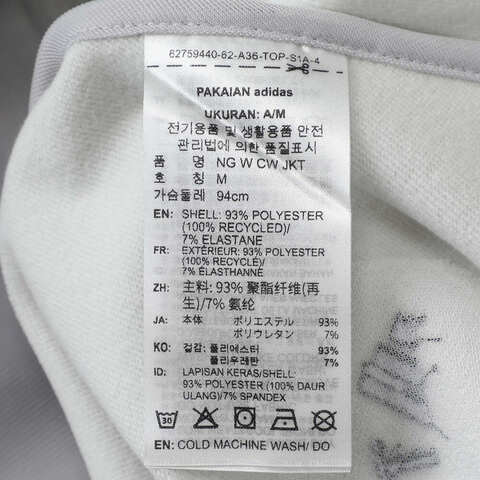 62759440-62-A36-TOP-S1A-4
PAKAIAN adidas
UKURAN: A/M
전기용품 및 생활용품 안전
관리법에 의한 품질표시
품 명 NG W CW JKT
호 칭 M
가슴둘레 94cm
EN: SHELL: 93% POLYESTER
(100% RECYCLED)/
7% ELASTANE
FR: EXTÉRIEUR: 93% POLYESTER
(100% RECYCLÉ)/
7% ÉLASTHANNE
ZH: 主料: 93% 聚酯纤维(再
生)/7% 氨纶
JA: 本体 ポリエステル 93%
ポリウレタン 7%
KO: 겉감: 폴리에스터 93%
폴리우레탄 7%
ID: LAPISAN KERAS/SHELL:
93% POLYESTER (100% DAUR
ULANG)/7% SPANDEX
30
EN: COLD MACHINE WASH/ DO